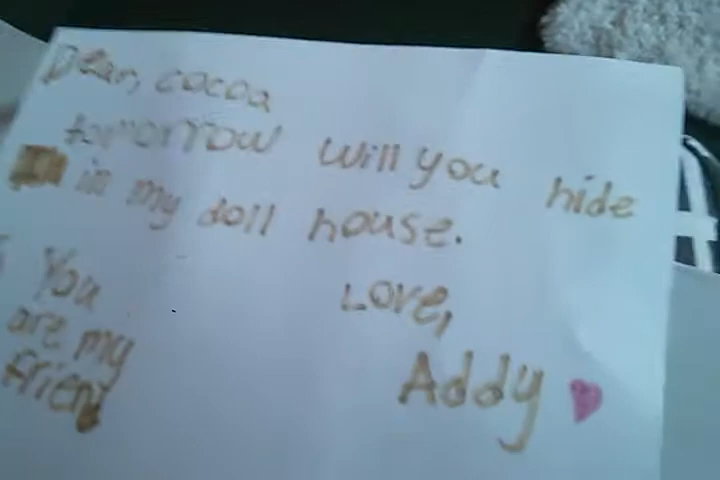 Dear, cocoa
tomorrow will you hide
in my doll house.
Love,
Addy
You
are my
friend